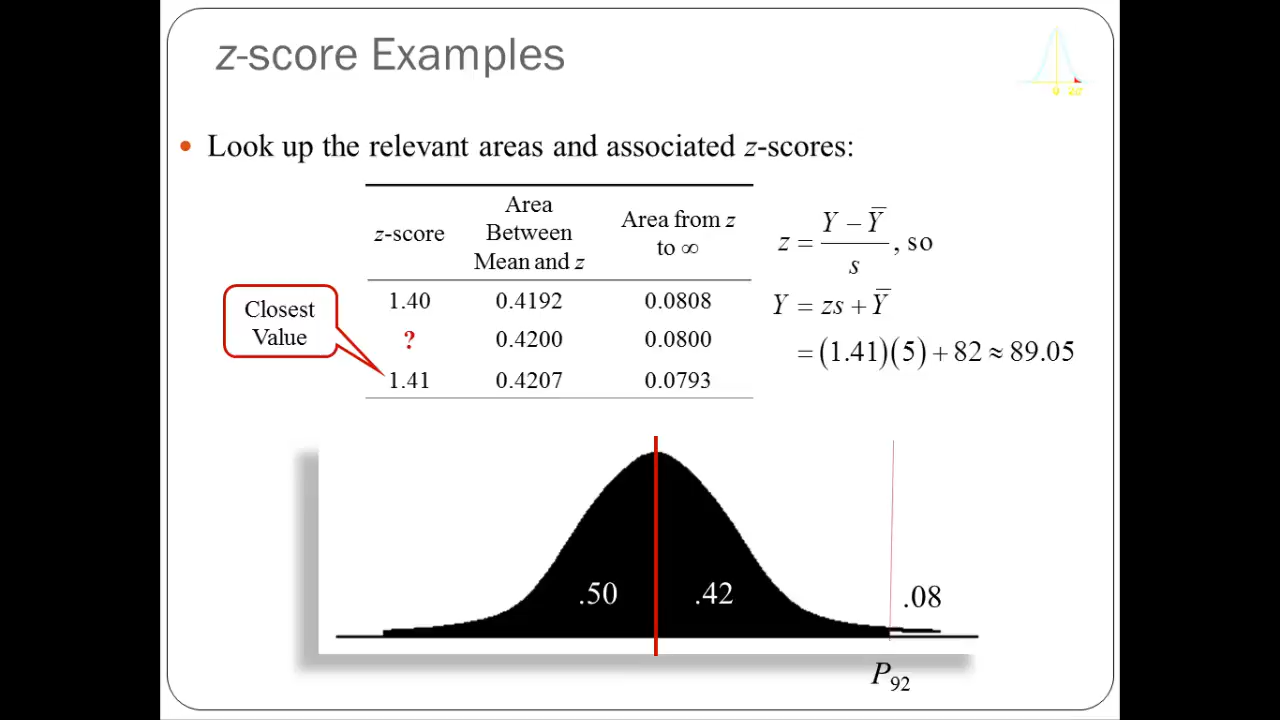 z-score Examples
0 2σ
• Look up the relevant areas and associated z-scores:
z-score
Area
Between
Mean and z
Area from z
to ∞
1.40 0.4192 0.0808
? 0.4200 0.0800
1.41 0.4207 0.0793
Closest
Value
z = (Y − Y̅) / s , so
Y = zs + Y̅
= (1.41)(5) + 82 ≈ 89.05
.50 .42 .08
P₉₂